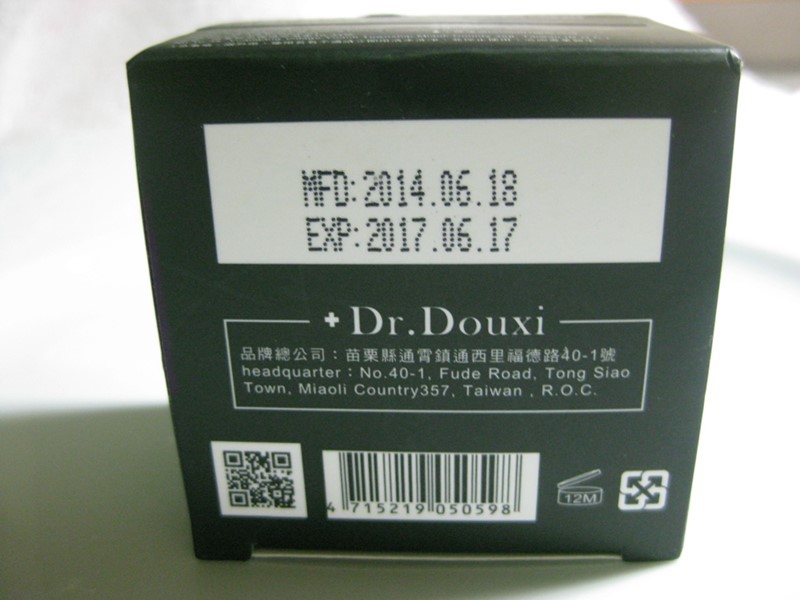 MFD:2014.06.18
EXP:2017.06.17
Dr.Douxi
品牌總公司：苗栗縣通霄鎮通西里福德路40-1號
headquarter：No.40-1, Fude Road, Tong Siao
Town, Miaoli Country357, Taiwan , R.O.C.
4 715219 050598
12M